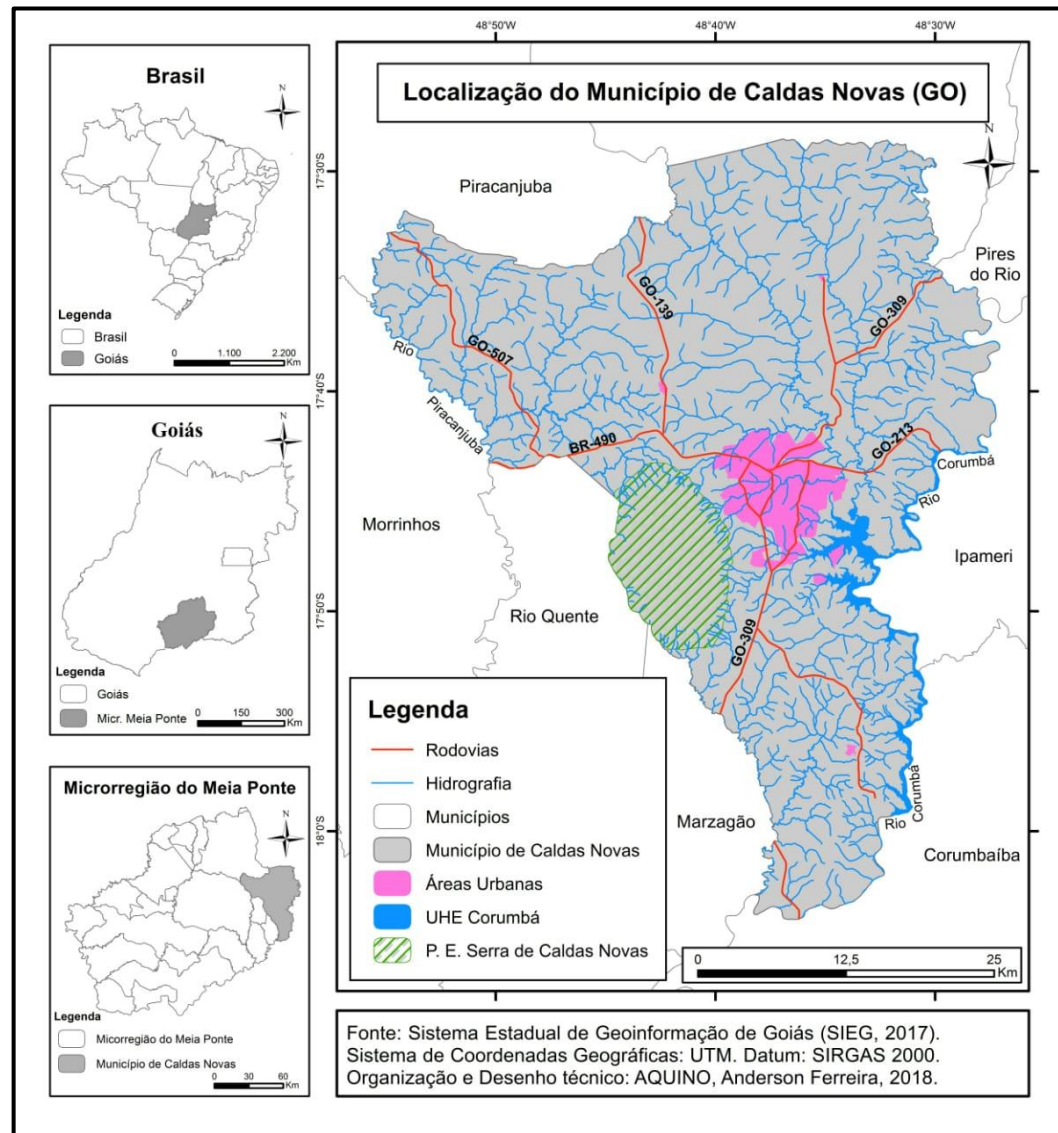 48°50'W
48°40'W
48°30'W
Brasil
N
Legenda
Brasil
Goiás
0 1.100 2.200
Km
Goiás
N
Legenda
Goiás
Micr. Meia Ponte
0 150 300
Km
Microrregião do Meia Ponte
N
Legenda
Micorregião do Meia Ponte
Município de Caldas Novas
0 30 60
Km
Localização do Município de Caldas Novas (GO)
N
17°30'S
17°40'S
17°50'S
18°0'S
Piracanjuba
Pires
do Rio
GO-139
GO-309
GO-507
Rio
Piracanjuba
BR-490
GO-213
Corumbá
Rio
Morrinhos
Ipameri
Rio Quente
GO-309
Marzagão
Rio
Corumbá
Corumbaíba
Legenda
Rodovias
Hidrografia
Municípios
Município de Caldas Novas
Áreas Urbanas
UHE Corumbá
P. E. Serra de Caldas Novas
0 12,5 25
Km
Fonte: Sistema Estadual de Geoinformação de Goiás (SIEG, 2017).
Sistema de Coordenadas Geográficas: UTM. Datum: SIRGAS 2000.
Organização e Desenho técnico: AQUINO, Anderson Ferreira, 2018.